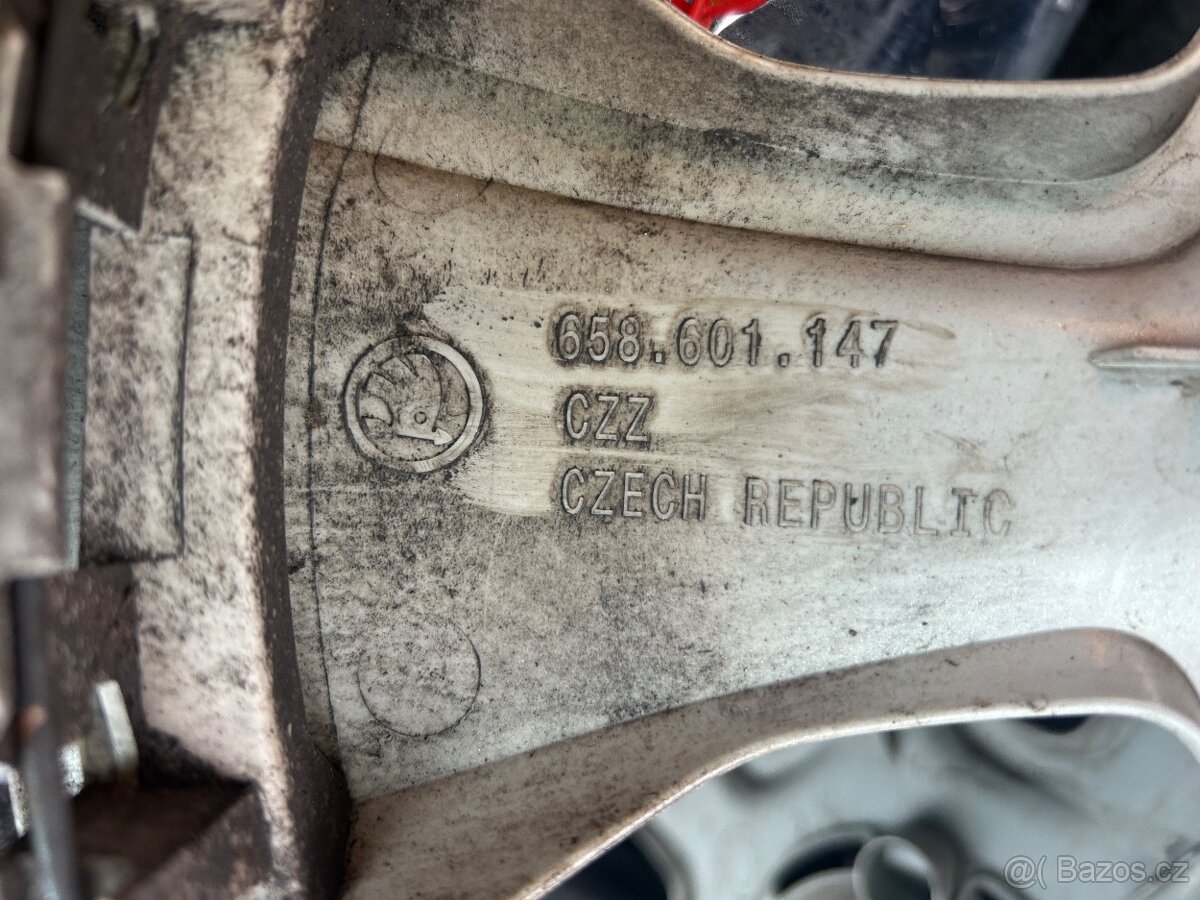 658.601.147
CZZ
CZECH REPUBLIC
Bazos.cz